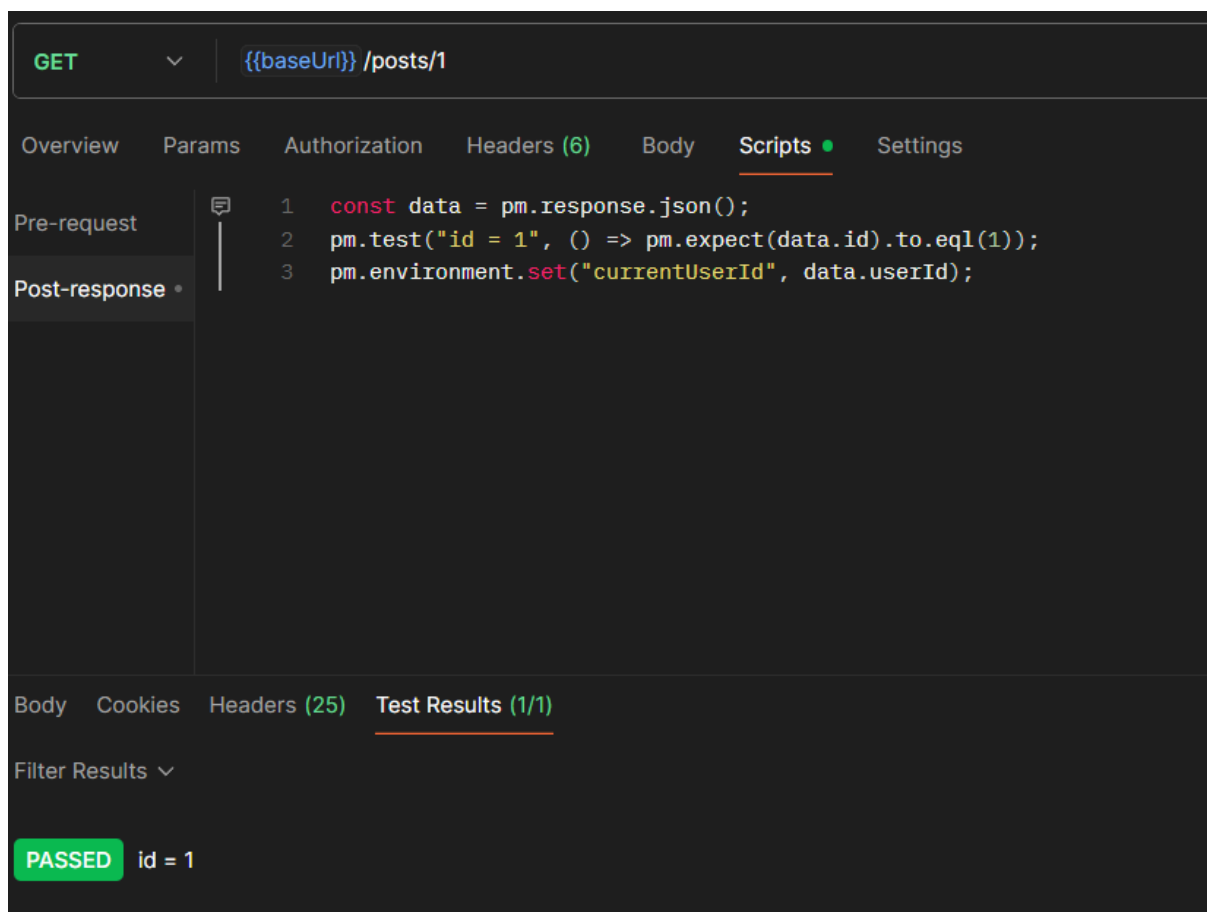 GET {{baseUrl}} /posts/1
Overview Params Authorization Headers (6) Body Scripts Settings
Pre-request
Post-response
1 const data = pm.response.json();
2 pm.test("id = 1", () => pm.expect(data.id).to.eql(1));
3 pm.environment.set("currentUserId", data.userId);
Body Cookies Headers (25) Test Results (1/1)
Filter Results
PASSED id = 1